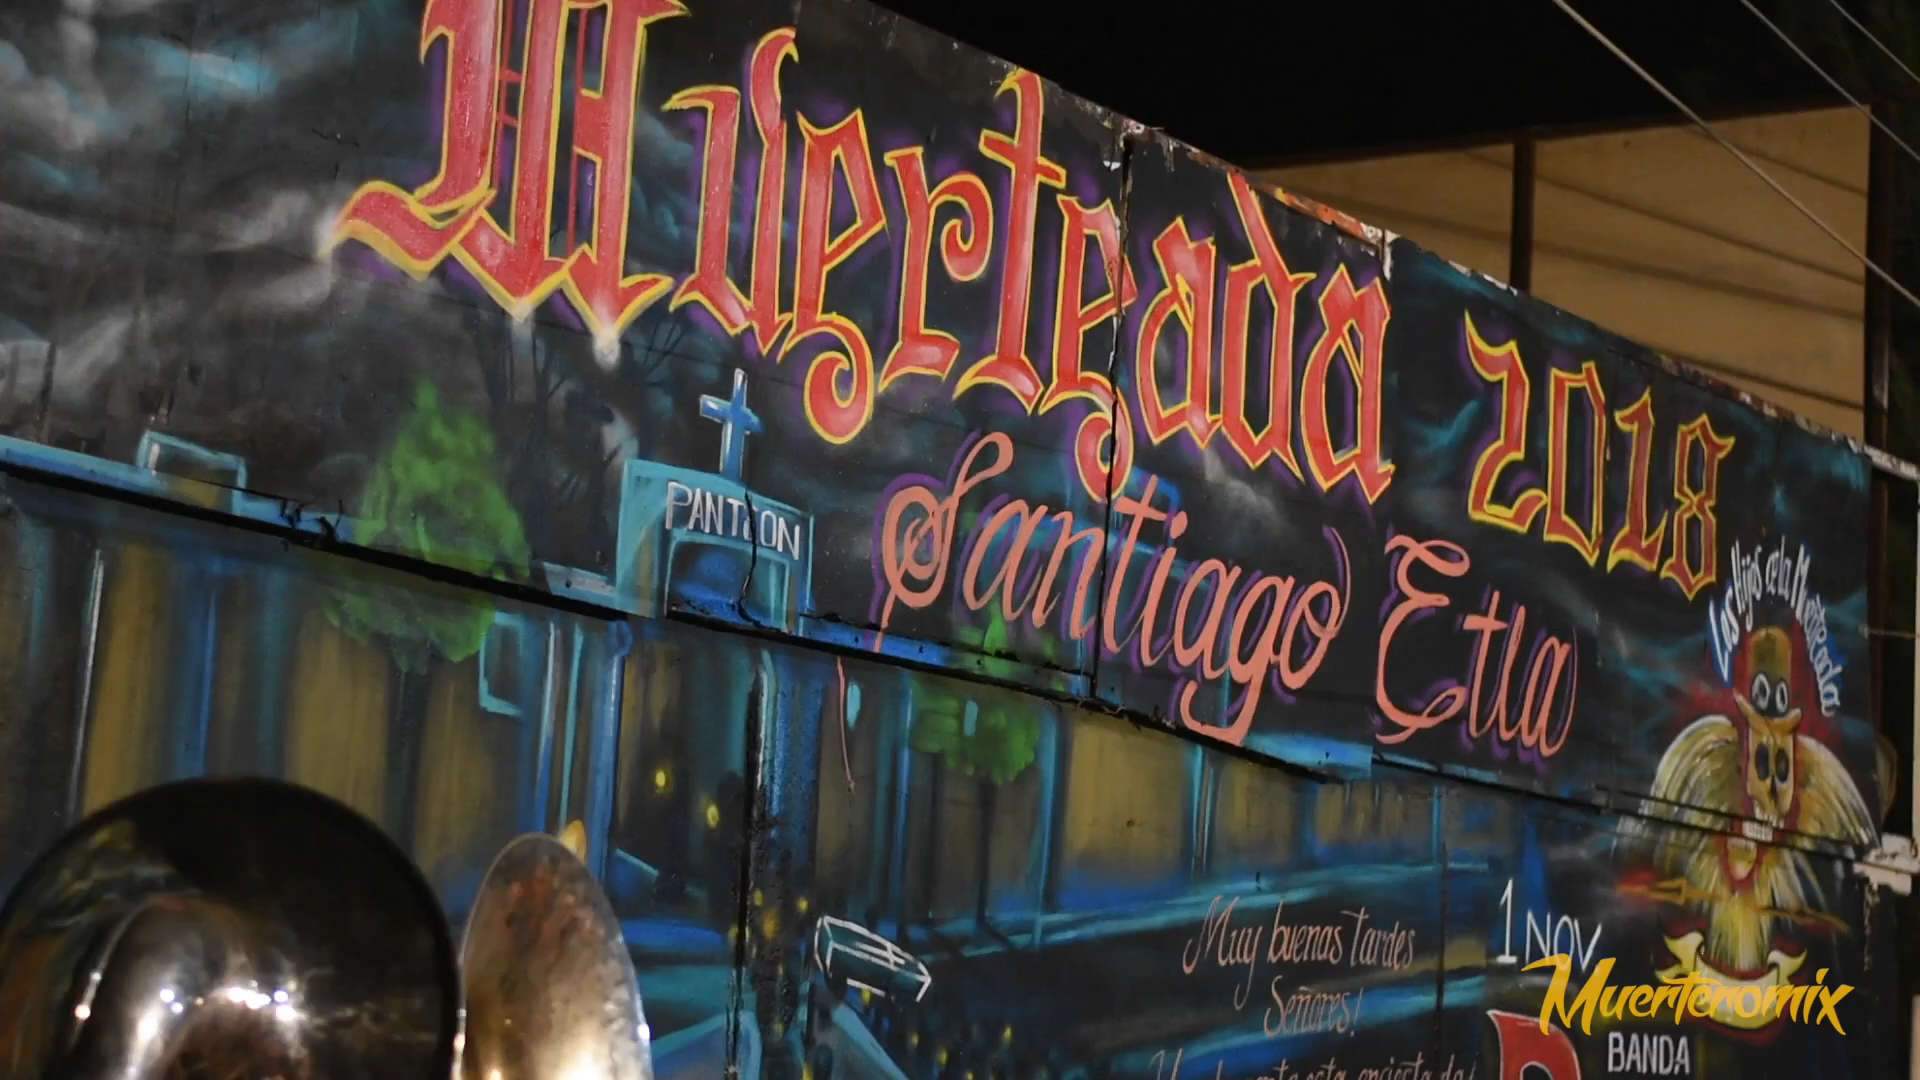 Muerteada 2018
PANTEON
Santiago Etla
Los Hijos de la Muerteada
Muy buenas tardes
Señores!
1 NOV
Muerteromix
BANDA